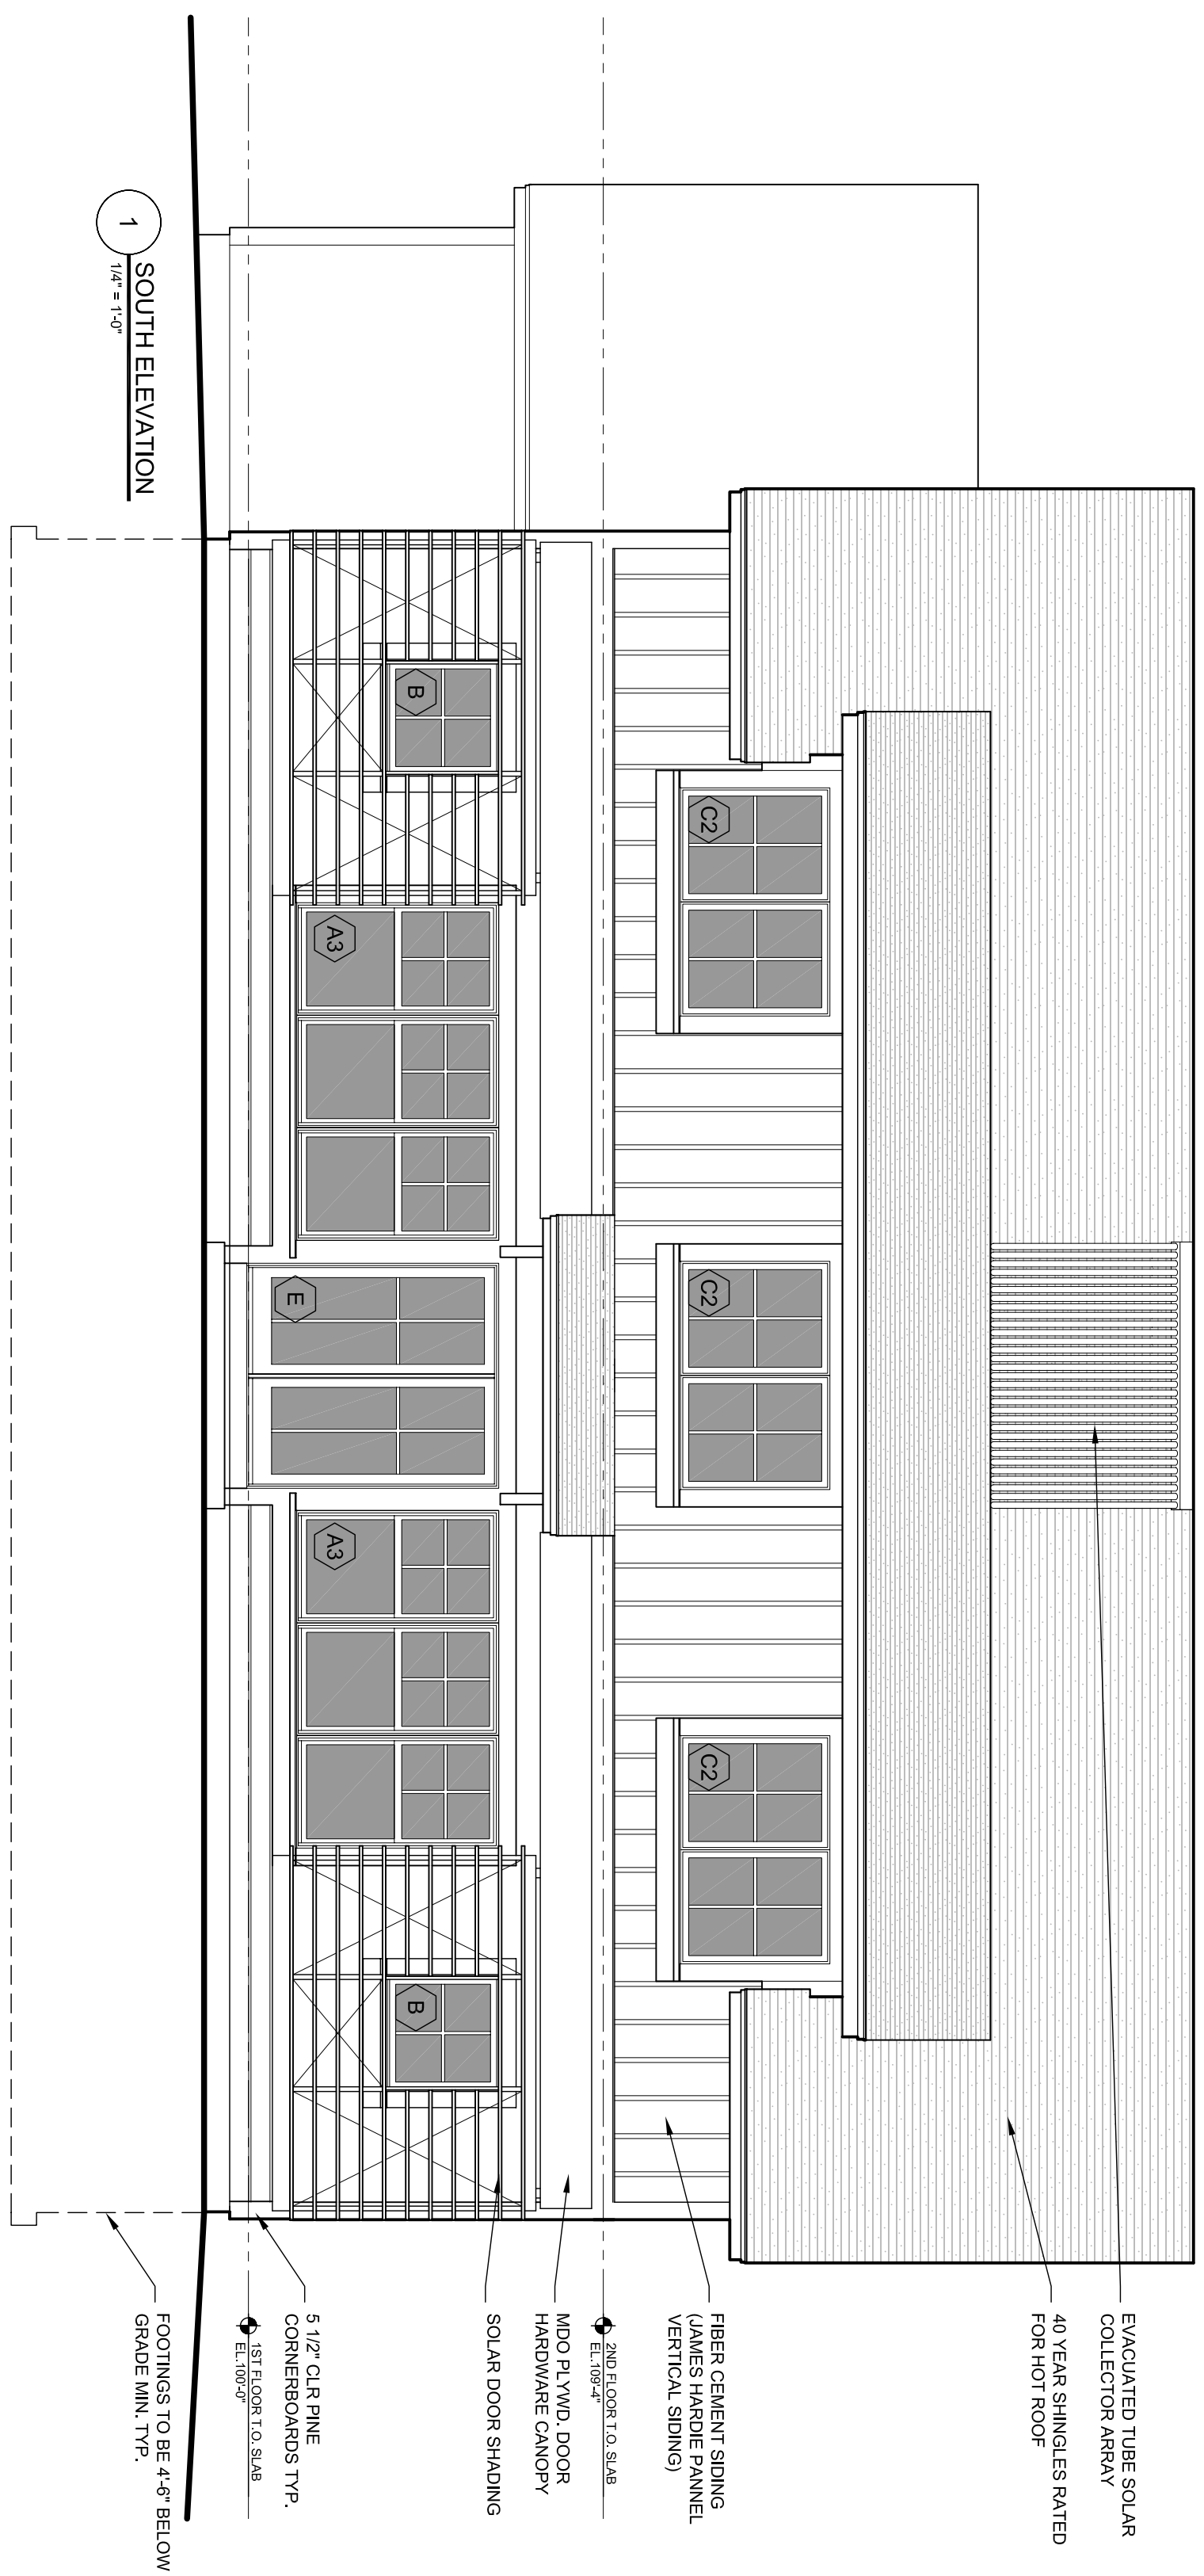 EVACUATED TUBE SOLAR
COLLECTOR ARRAY
40 YEAR SHINGLES RATED
FOR HOT ROOF
FIBER CEMENT SIDING
(JAMES HARDIE PANNEL
VERTICAL SIDING)
2ND FLOOR T.O. SLAB
EL.109'-4"
MDO PLYWD. DOOR
HARDWARE CANOPY
SOLAR DOOR SHADING
5 1/2" CLR PINE
CORNERBOARDS TYP.
1ST FLOOR T.O. SLAB
EL.100'-0"
FOOTINGS TO BE 4'-6" BELOW
GRADE MIN. TYP.
C2
C2
C2
B
A3
E
A3
B
1
SOUTH ELEVATION
1/4" = 1'-0"